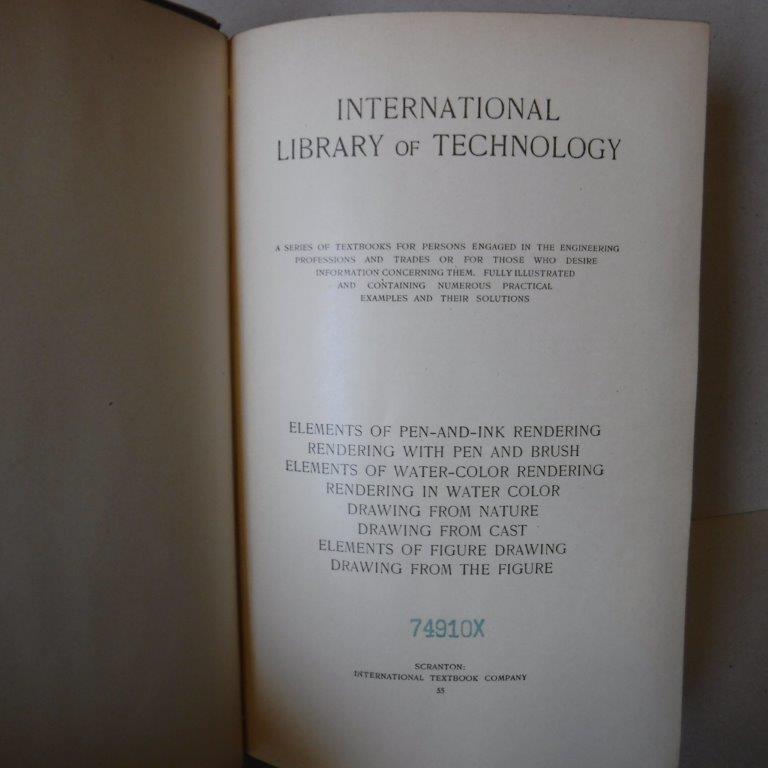 INTERNATIONAL
LIBRARY OF TECHNOLOGY
A SERIES OF TEXTBOOKS FOR PERSONS ENGAGED IN THE ENGINEERING
PROFESSIONS AND TRADES OR FOR THOSE WHO DESIRE
INFORMATION CONCERNING THEM. FULLY ILLUSTRATED
AND CONTAINING NUMEROUS PRACTICAL
EXAMPLES AND THEIR SOLUTIONS
ELEMENTS OF PEN-AND-INK RENDERING
RENDERING WITH PEN AND BRUSH
ELEMENTS OF WATER-COLOR RENDERING
RENDERING IN WATER COLOR
DRAWING FROM NATURE
DRAWING FROM CAST
ELEMENTS OF FIGURE DRAWING
DRAWING FROM THE FIGURE
74910X
SCRANTON:
INTERNATIONAL TEXTBOOK COMPANY
55